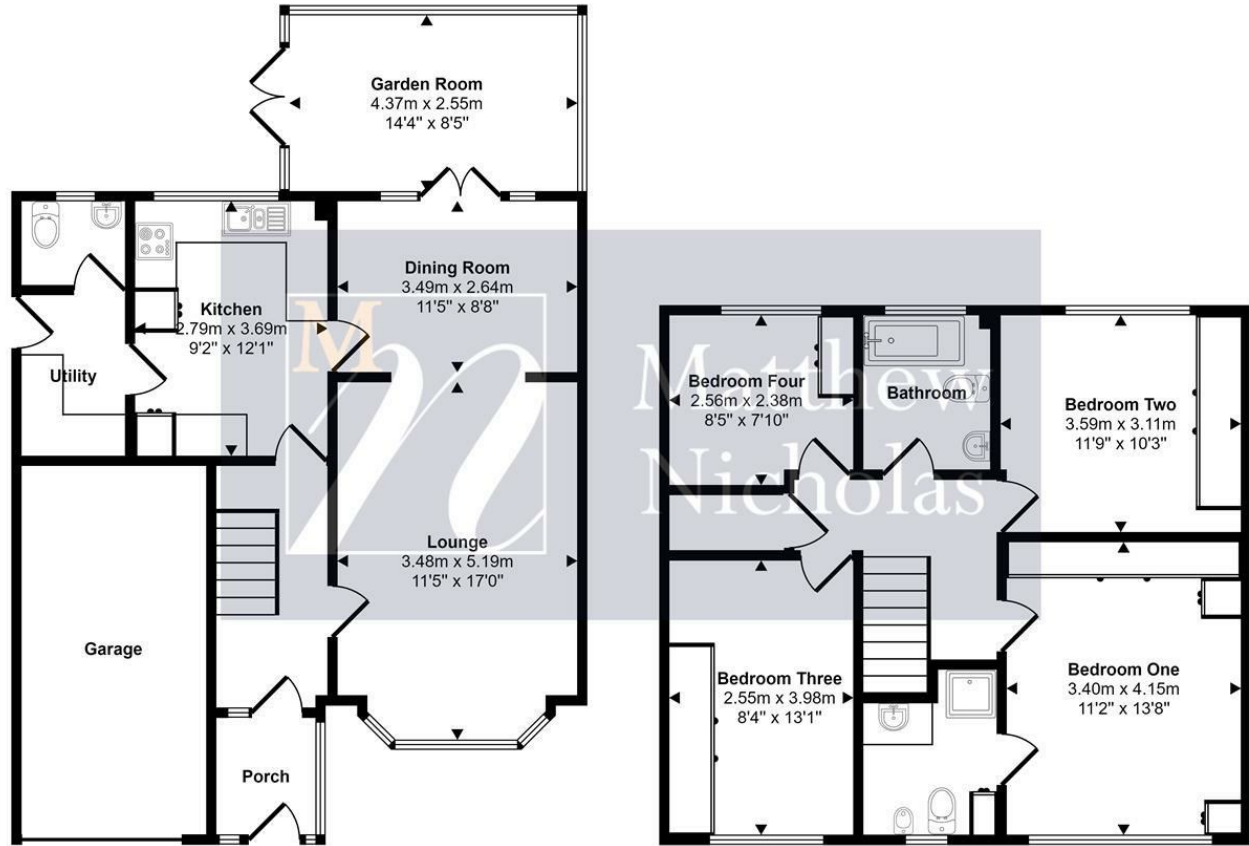 Garden Room
4.37m x 2.55m
14'4" x 8'5"
Dining Room
3.49m x 2.64m
11'5" x 8'8"
Kitchen
2.79m x 3.69m
9'2" x 12'1"
Utility
Lounge
3.48m x 5.19m
11'5" x 17'0"
Garage
Porch
M
n
Matthew
Nicholas
Bedroom Four
2.56m x 2.38m
8'5" x 7'10"
Bathroom
Bedroom Two
3.59m x 3.11m
11'9" x 10'3"
Bedroom Three
2.55m x 3.98m
8'4" x 13'1"
Bedroom One
3.40m x 4.15m
11'2" x 13'8"